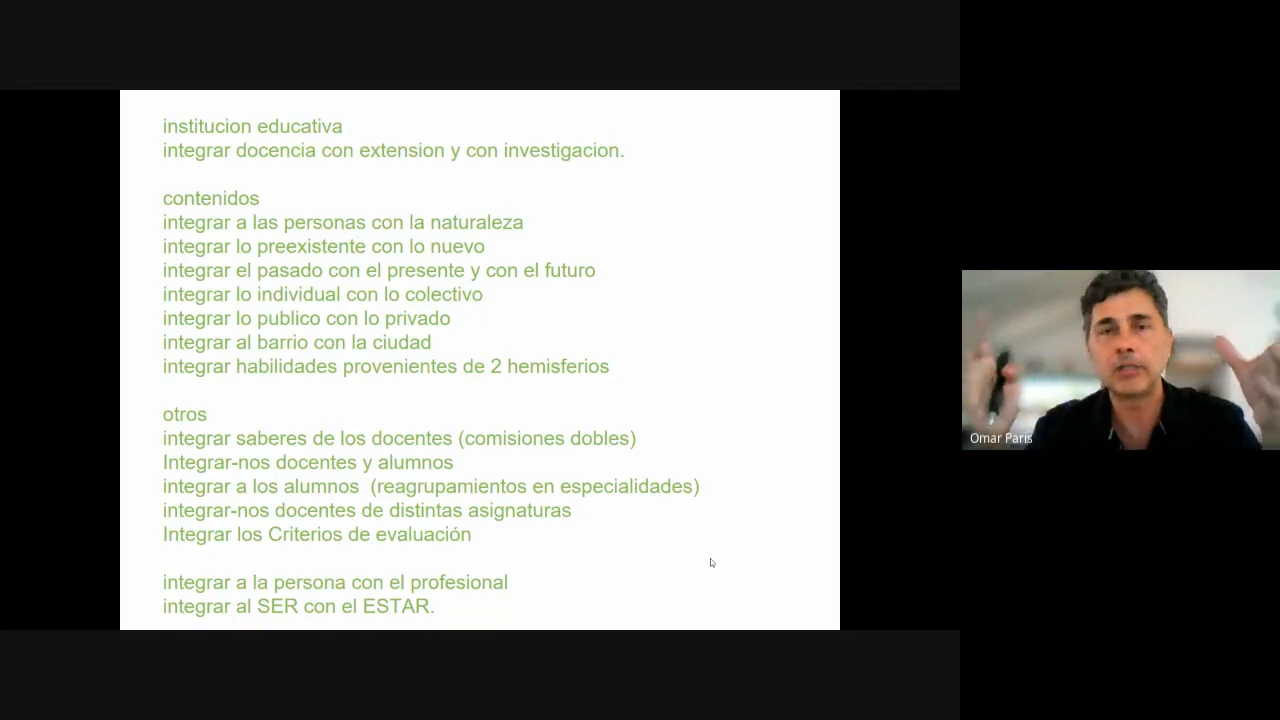 institucion educativa
integrar docencia con extension y con investigacion.
contenidos
integrar a las personas con la naturaleza
integrar lo preexistente con lo nuevo
integrar el pasado con el presente y con el futuro
integrar lo individual con lo colectivo
integrar lo publico con lo privado
integrar al barrio con la ciudad
integrar habilidades provenientes de 2 hemisferios
otros
integrar saberes de los docentes (comisiones dobles)
Integrar-nos docentes y alumnos
integrar a los alumnos  (reagrupamientos en especialidades)
integrar-nos docentes de distintas asignaturas
Integrar los Criterios de evaluación
integrar a la persona con el profesional
integrar al SER con el ESTAR.
Omar Paris